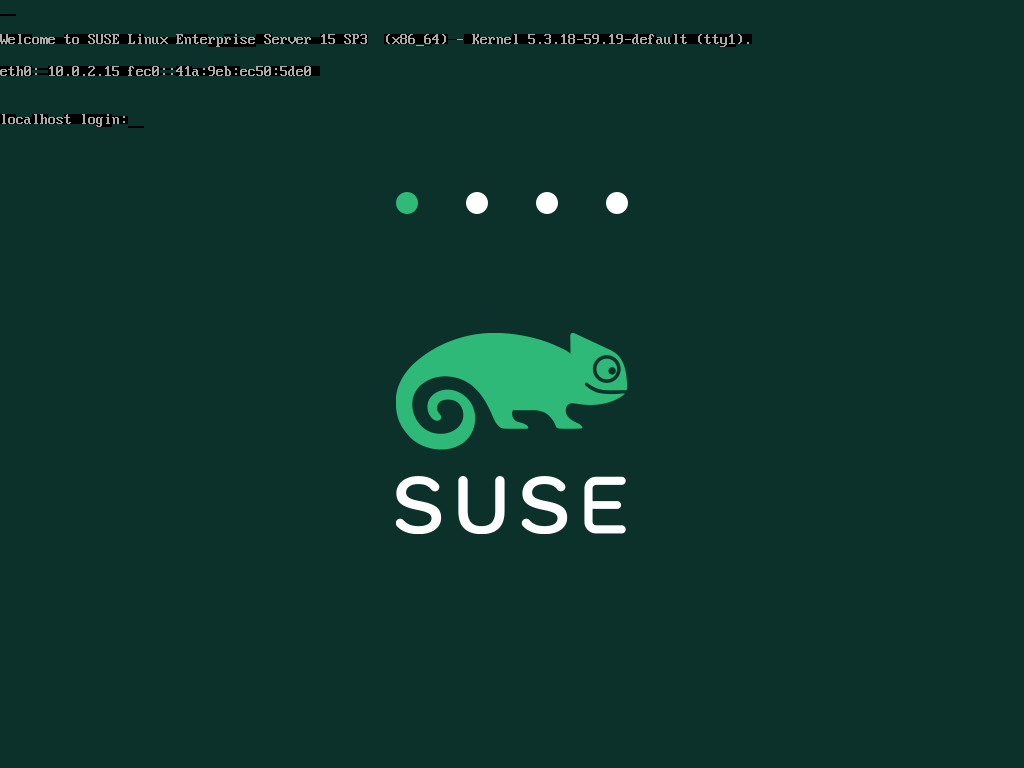 Welcome to SUSE Linux Enterprise Server 15 SP3  (x86_64) - Kernel 5.3.18-59.19-default (tty1).
eth0: 10.0.2.15 fec0::41a:9eb:ec50:5de0
localhost login:
SUSE